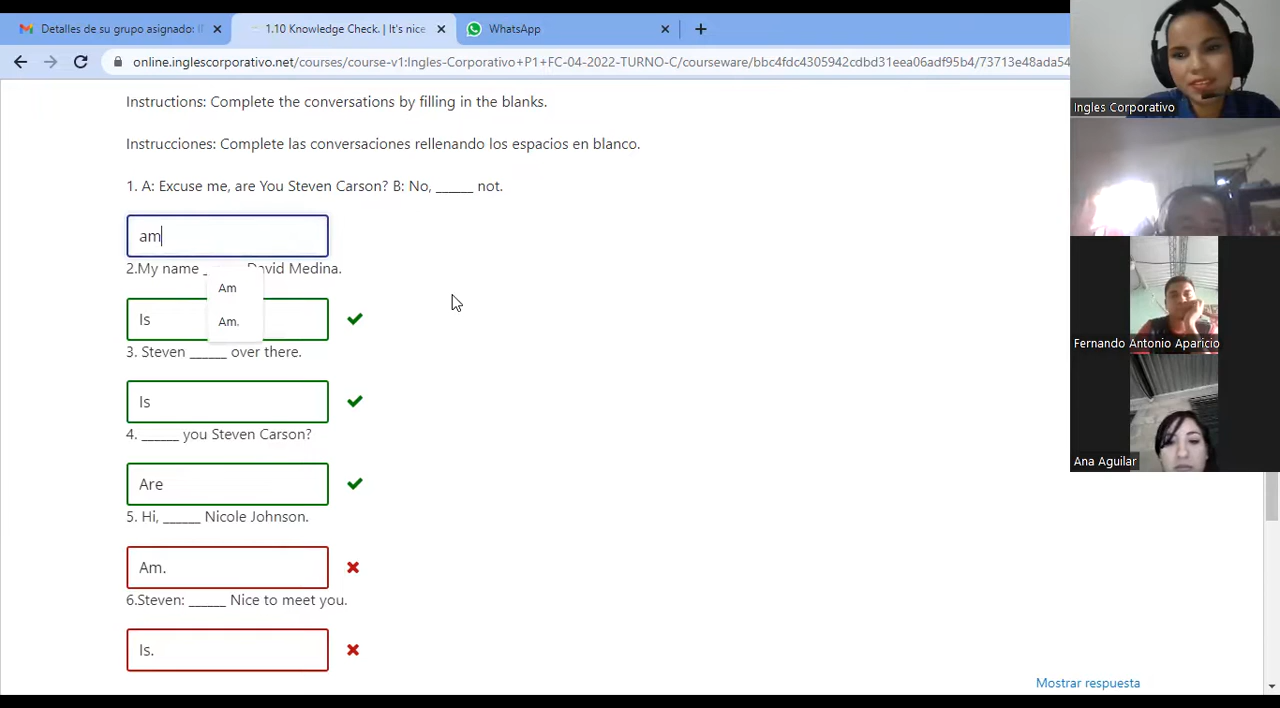 Detalles de su grupo asignado: (I
1.10 Knowledge Check. | It's nice
WhatsApp
online.inglescorporativo.net/courses/course-v1:Ingles-Corporativo+P1+FC-04-2022-TURNO-C/courseware/bbc4fdc4305942cdbd31eea06adf95b4/73713e48ada54
Instructions: Complete the conversations by filling in the blanks.
Instrucciones: Complete las conversaciones rellenando los espacios en blanco.
1. A: Excuse me, are You Steven Carson? B: No, ______ not.
am
2.My name _ David Medina.
Am
Am.
Is
3. Steven ______ over there.
Is
4. ______ you Steven Carson?
Are
5. Hi, ______ Nicole Johnson.
Am.
6.Steven: ______ Nice to meet you.
Is.
Mostrar respuesta
Ingles Corporativo
Fernando Antonio Aparicio
Ana Aguilar